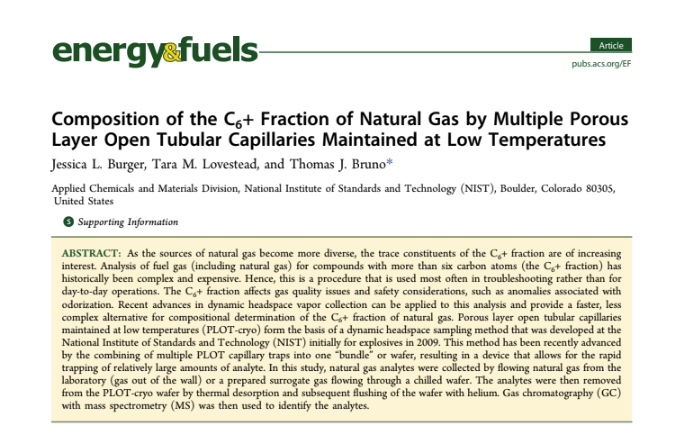 energy&fuels
Article
pubs.acs.org/EF
Composition of the C₆+ Fraction of Natural Gas by Multiple Porous
Layer Open Tubular Capillaries Maintained at Low Temperatures
Jessica L. Burger, Tara M. Lovestead, and Thomas J. Bruno*
Applied Chemicals and Materials Division, National Institute of Standards and Technology (NIST), Boulder, Colorado 80305,
United States
S Supporting Information
ABSTRACT: As the sources of natural gas become more diverse, the trace constituents of the C₆+ fraction are of increasing
interest. Analysis of fuel gas (including natural gas) for compounds with more than six carbon atoms (the C₆+ fraction) has
historically been complex and expensive. Hence, this is a procedure that is used most often in troubleshooting rather than for
day-to-day operations. The C₆+ fraction affects gas quality issues and safety considerations, such as anomalies associated with
odorization. Recent advances in dynamic headspace vapor collection can be applied to this analysis and provide a faster, less
complex alternative for compositional determination of the C₆+ fraction of natural gas. Porous layer open tubular capillaries
maintained at low temperatures (PLOT-cryo) form the basis of a dynamic headspace sampling method that was developed at the
National Institute of Standards and Technology (NIST) initially for explosives in 2009. This method has been recently advanced
by the combining of multiple PLOT capillary traps into one "bundle" or wafer, resulting in a device that allows for the rapid
trapping of relatively large amounts of analyte. In this study, natural gas analytes were collected by flowing natural gas from the
laboratory (gas out of the wall) or a prepared surrogate gas flowing through a chilled wafer. The analytes were then removed
from the PLOT-cryo wafer by thermal desorption and subsequent flushing of the wafer with helium. Gas chromatography (GC)
with mass spectrometry (MS) was then used to identify the analytes.